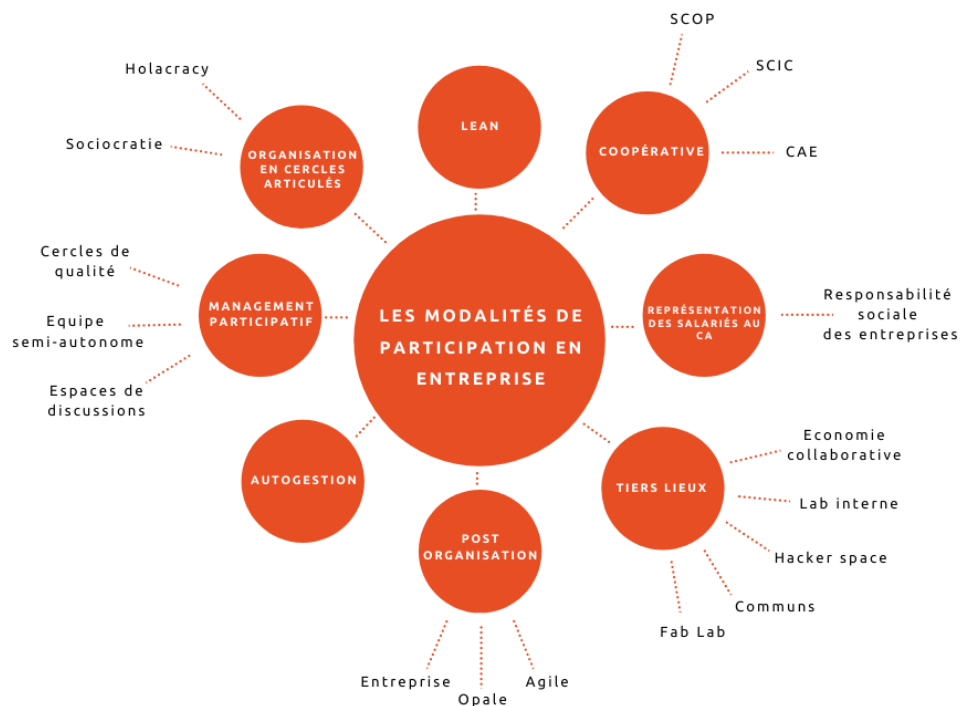 SCOP
SCIC
CAE
COOPÉRATIVE
LEAN
Holacracy
Sociocratie
ORGANISATION
EN CERCLES
ARTICULÉS
Cercles de
qualité
Equipe
semi-autonome
Espaces de
discussions
MANAGEMENT
PARTICIPATIF
LES MODALITÉS DE
PARTICIPATION EN
ENTREPRISE
REPRÉSENTATION
DES SALARIÉS AU
CA
Responsabilité
sociale
des entreprises
AUTOGESTION
POST
ORGANISATION
Entreprise
Opale
Agile
TIERS LIEUX
Economie
collaborative
Lab interne
Hacker space
Communs
Fab Lab